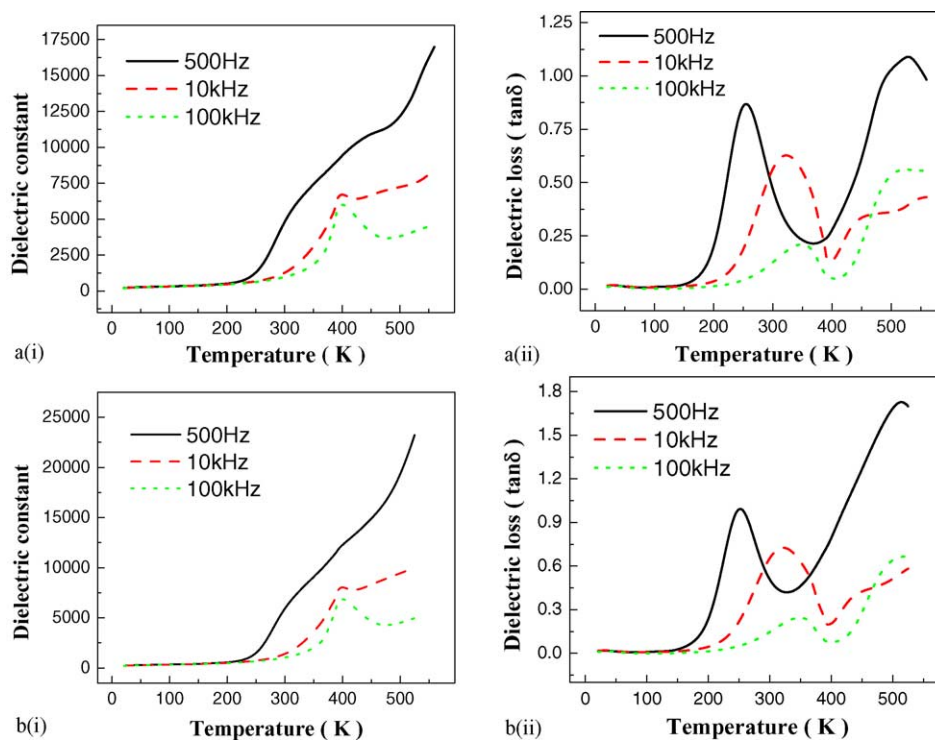 17500
15000
12500
10000
7500
5000
2500
0
Dielectric constant
500Hz
10kHz
100kHz
0 100 200 300 400 500
Temperature ( K )
a(i)
1.25
1.00
0.75
0.50
0.25
0.00
Dielectric loss ( tanδ )
500Hz
10kHz
100kHz
0 100 200 300 400 500
Temperature ( K )
a(ii)
25000
20000
15000
10000
5000
0
Dielectric constant
500Hz
10kHz
100kHz
0 100 200 300 400 500
Temperature ( K )
b(i)
1.8
1.5
1.2
0.9
0.6
0.3
0.0
Dielectric loss ( tanδ )
500Hz
10kHz
100kHz
0 100 200 300 400 500
Temperature ( K )
b(ii)